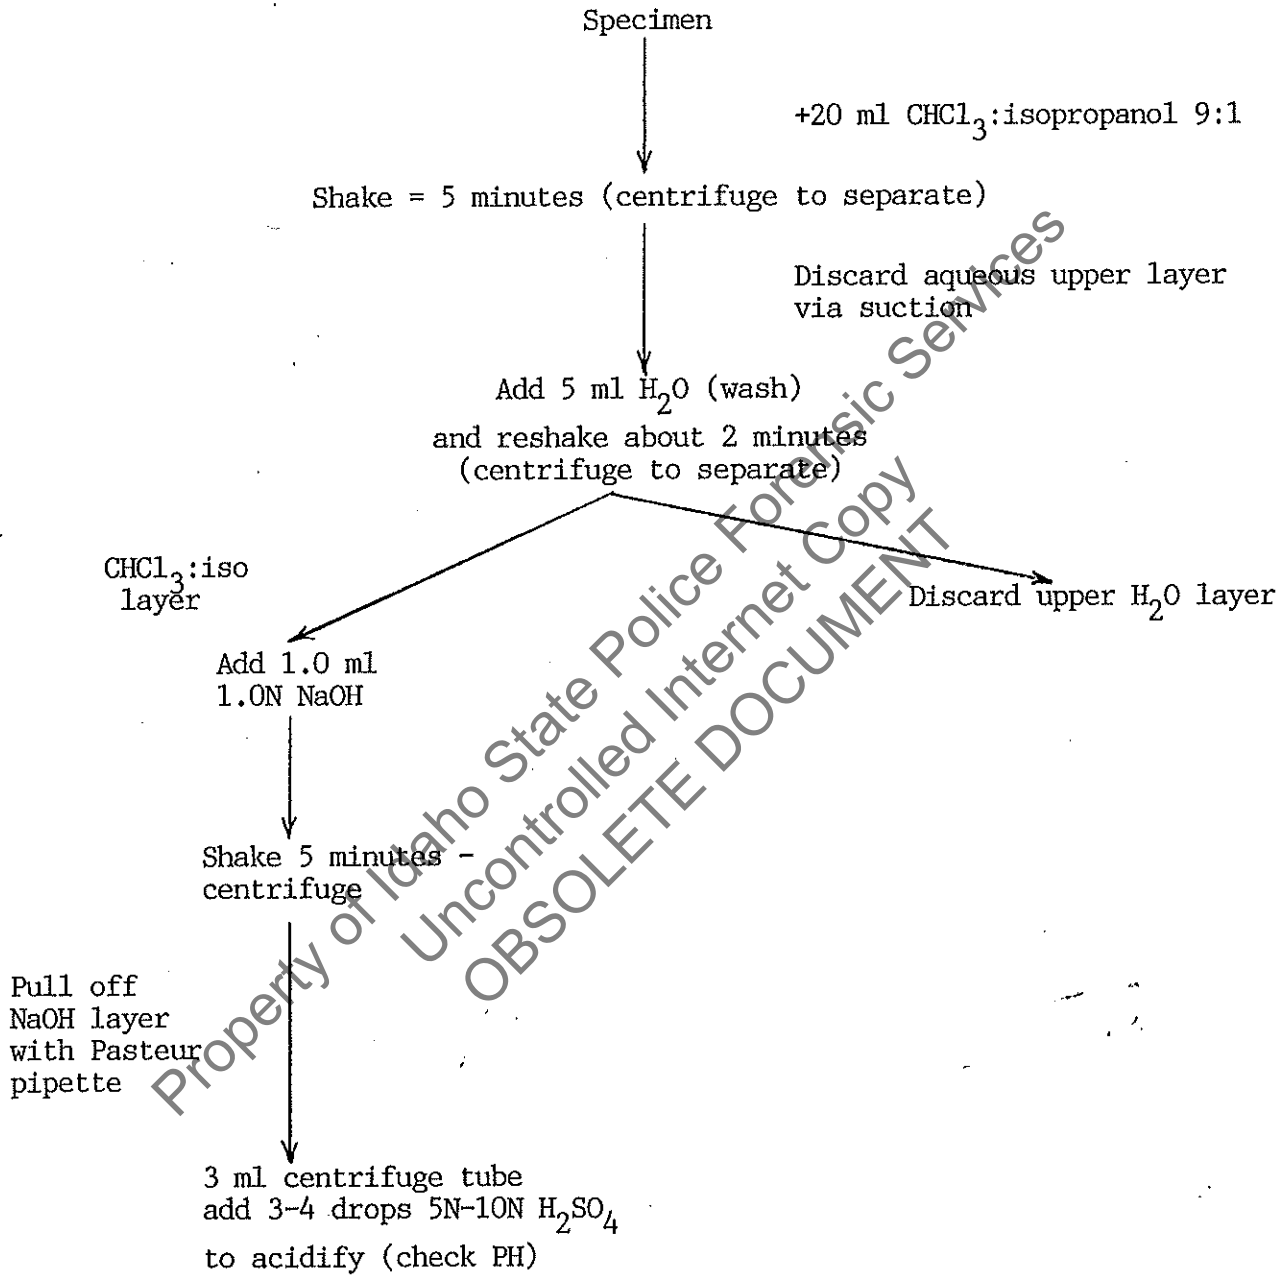 Specimen
+20 ml CHCl3:isopropanol 9:1
Shake = 5 minutes (centrifuge to separate)
Discard aqueous upper layer
via suction
Add 5 ml H2O (wash)
and reshake about 2 minutes
(centrifuge to separate)
CHCl3:iso
layer
Discard upper H2O layer
Add 1.0 ml
1.0N NaOH
Shake 5 minutes -
centrifuge
Pull off
NaOH layer
with Pasteur
pipette
3 ml centrifuge tube
add 3-4 drops 5N-10N H2SO4
to acidify (check PH)
Property of Idaho State Police Forensic Services
Uncontrolled Internet Copy
OBSOLETE DOCUMENT